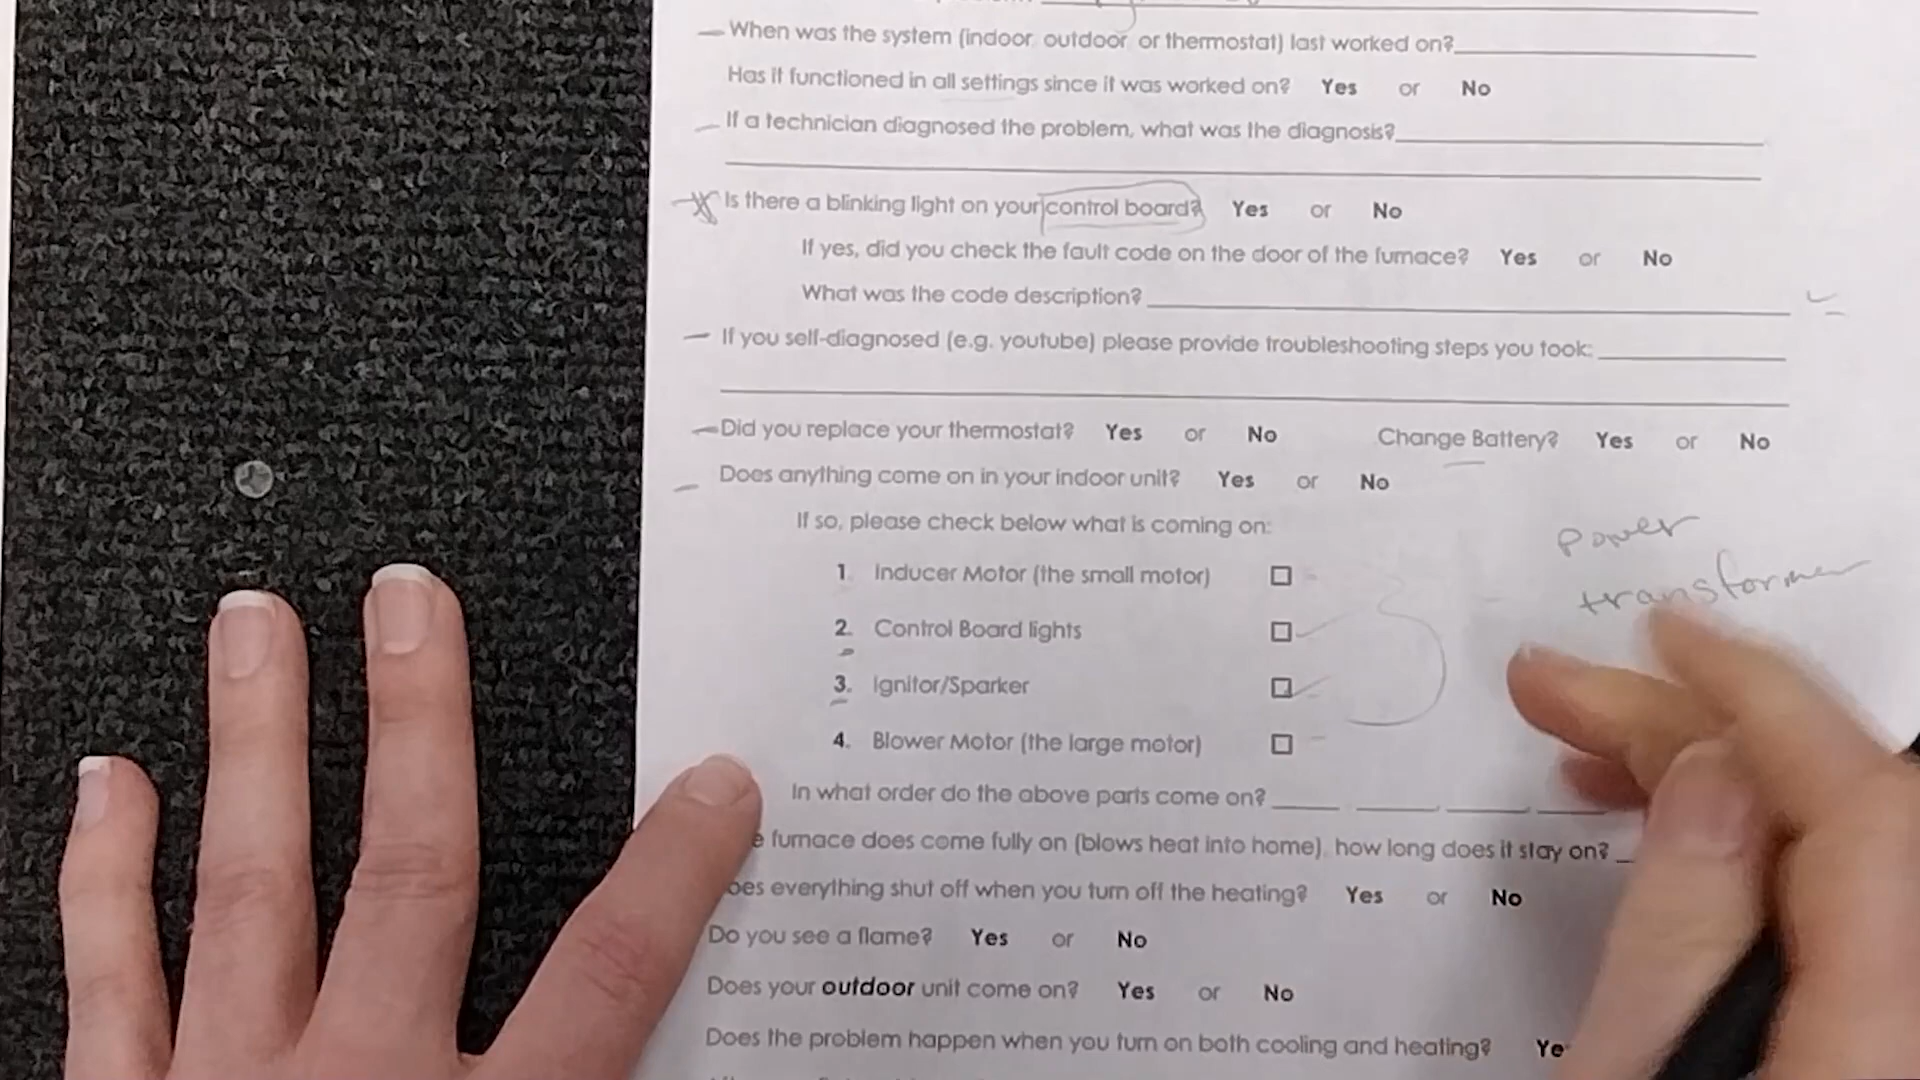 When was the system (indoor outdoor or thermostat) last worked on?
Has it functioned in all settings since it was worked on? Yes or No
If a technician diagnosed the problem, what was the diagnosis?
Is there a blinking light on your control board? Yes or No
If yes, did you check the fault code on the door of the furnace? Yes or No
What was the code description?
If you self-diagnosed (e.g. youtube) please provide troubleshooting steps you took:
Did you replace your thermostat? Yes or No Change Battery? Yes or No
Does anything come on in your indoor unit? Yes or No
If so, please check below what is coming on:
Power
transformer
1. Inducer Motor (the small motor)
2. Control Board lights
3. Ignitor/Sparker
4. Blower Motor (the large motor)
In what order do the above parts come on?
furnace does come fully on (blows heat into home), how long does it stay on?
oes everything shut off when you turn off the heating? Yes or No
Do you see a flame? Yes or No
Does your outdoor unit come on? Yes or No
Does the problem happen when you turn on both cooling and heating? Ye